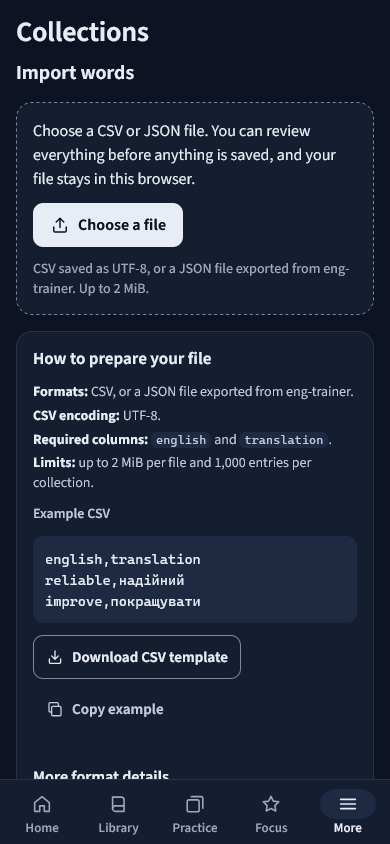 Collections
Import words
Choose a CSV or JSON file. You can review
everything before anything is saved, and your
file stays in this browser.
Choose a file
CSV saved as UTF-8, or a JSON file exported from eng-
trainer. Up to 2 MiB.
How to prepare your file
Formats: CSV, or a JSON file exported from eng-trainer.
CSV encoding: UTF-8.
Required columns: english and translation.
Limits: up to 2 MiB per file and 1,000 entries per
collection.
Example CSV
english,translation
reliable,надійний
improve,покращувати
Download CSV template
Copy example
More format details
Home Library Practice Focus More